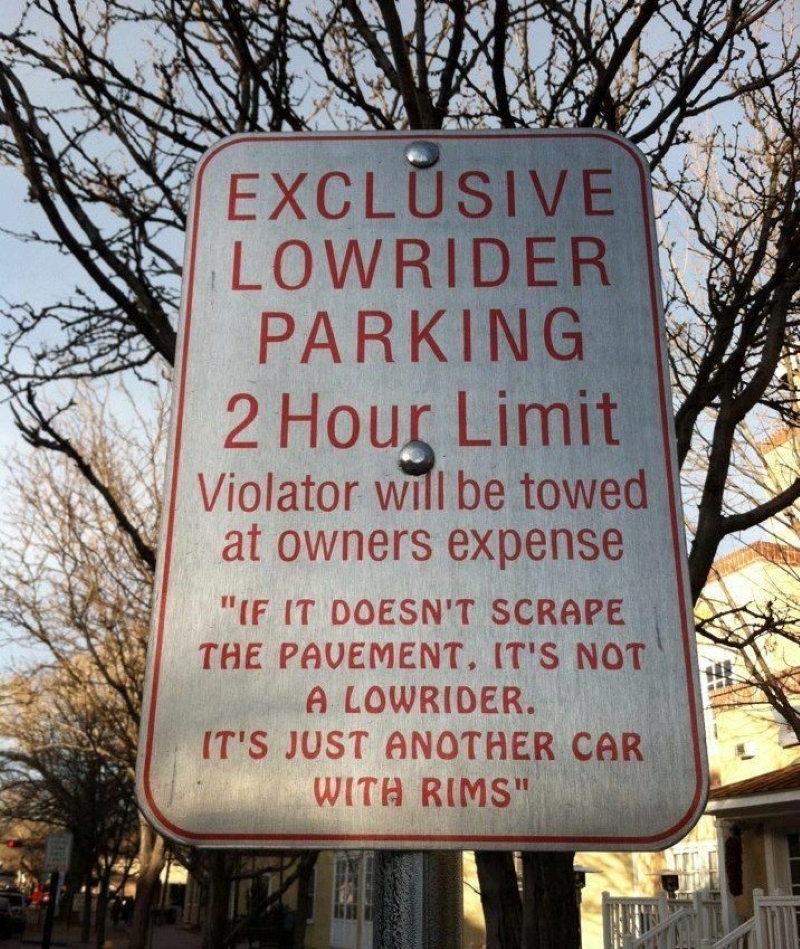 EXCLUSIVE
LOWRIDER
PARKING
2 Hour Limit
Violator will be towed
at owners expense
"IF IT DOESN'T SCRAPE
THE PAVEMENT, IT'S NOT
A LOWRIDER.
IT'S JUST ANOTHER CAR
WITH RIMS"